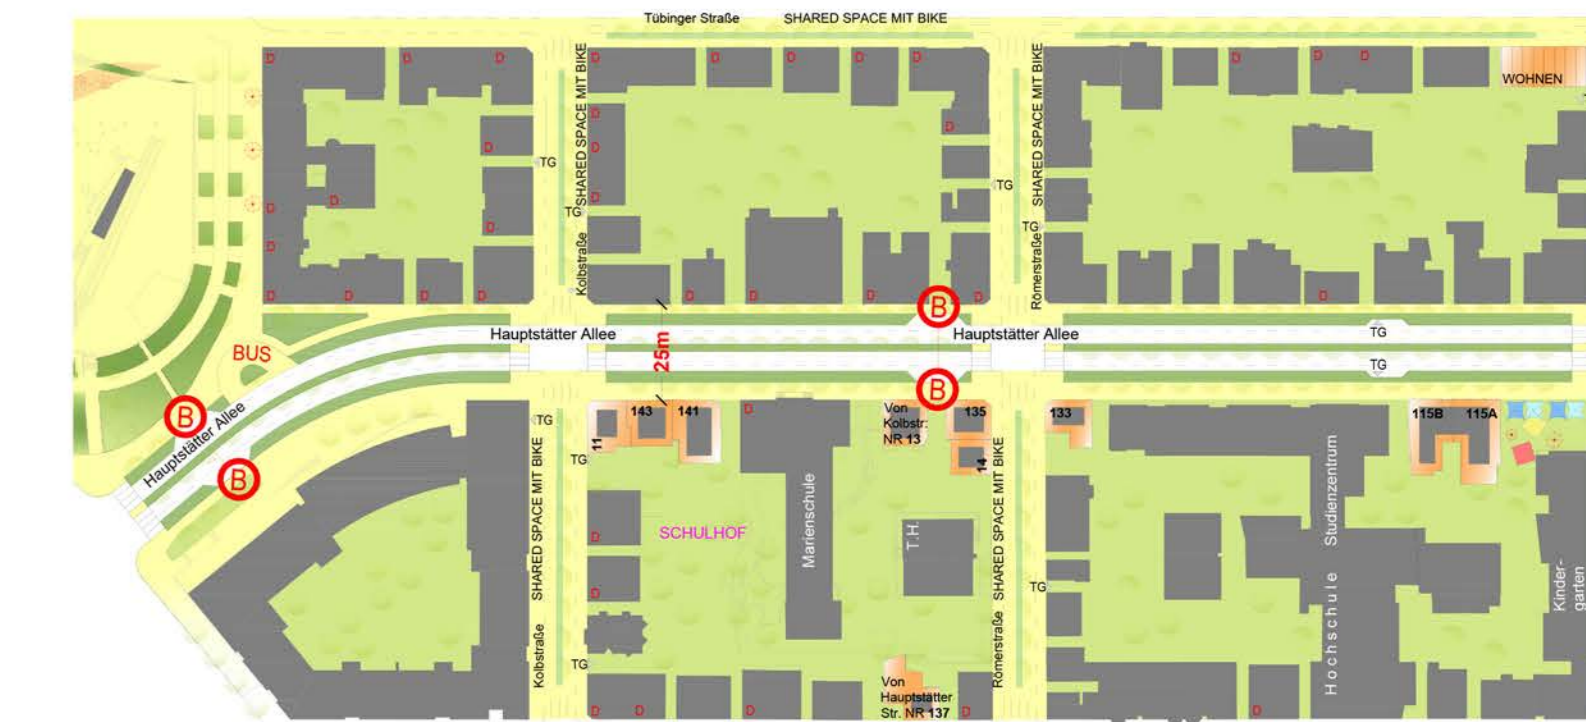 Tübinger Straße SHARED SPACE MIT BIKE
D D D D D D D D D D D
WOHNEN
SHARED SPACE MIT BIKE
Kolbstraße
SHARED SPACE MIT BIKE
Römerstraße
D
D
D
D
D
TG
TG
TG
TG
D
D
D
D
D
D
D D D D D D D D D
B
BUS
Hauptstätter Allee
Hauptstätter Allee
25m
TG
TG
B
B
Hauptstätter Allee
B
TG
11
143 141
D
Von
Kolbstr:
NR 13
135
14
133
115B 115A
SHARED SPACE MIT BIKE
Kolbstraße
TG
SCHULHOF
Marienschule
T.H.
SHARED SPACE MIT BIKE
Römerstraße
D
D
TG
TG
Hochschule Studienzentrum
Kinder-
garten
Von
Hauptstätter
Str. NR 137
D D D D D